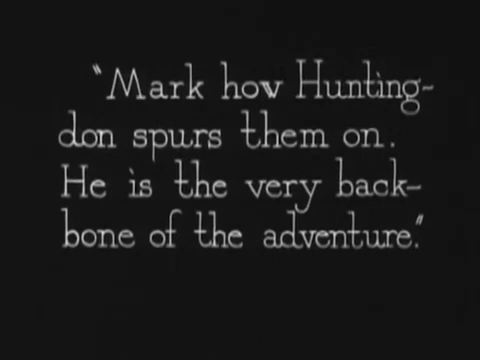 "Mark how Hunting-
don spurs them on.
He is the very back-
bone of the adventure."